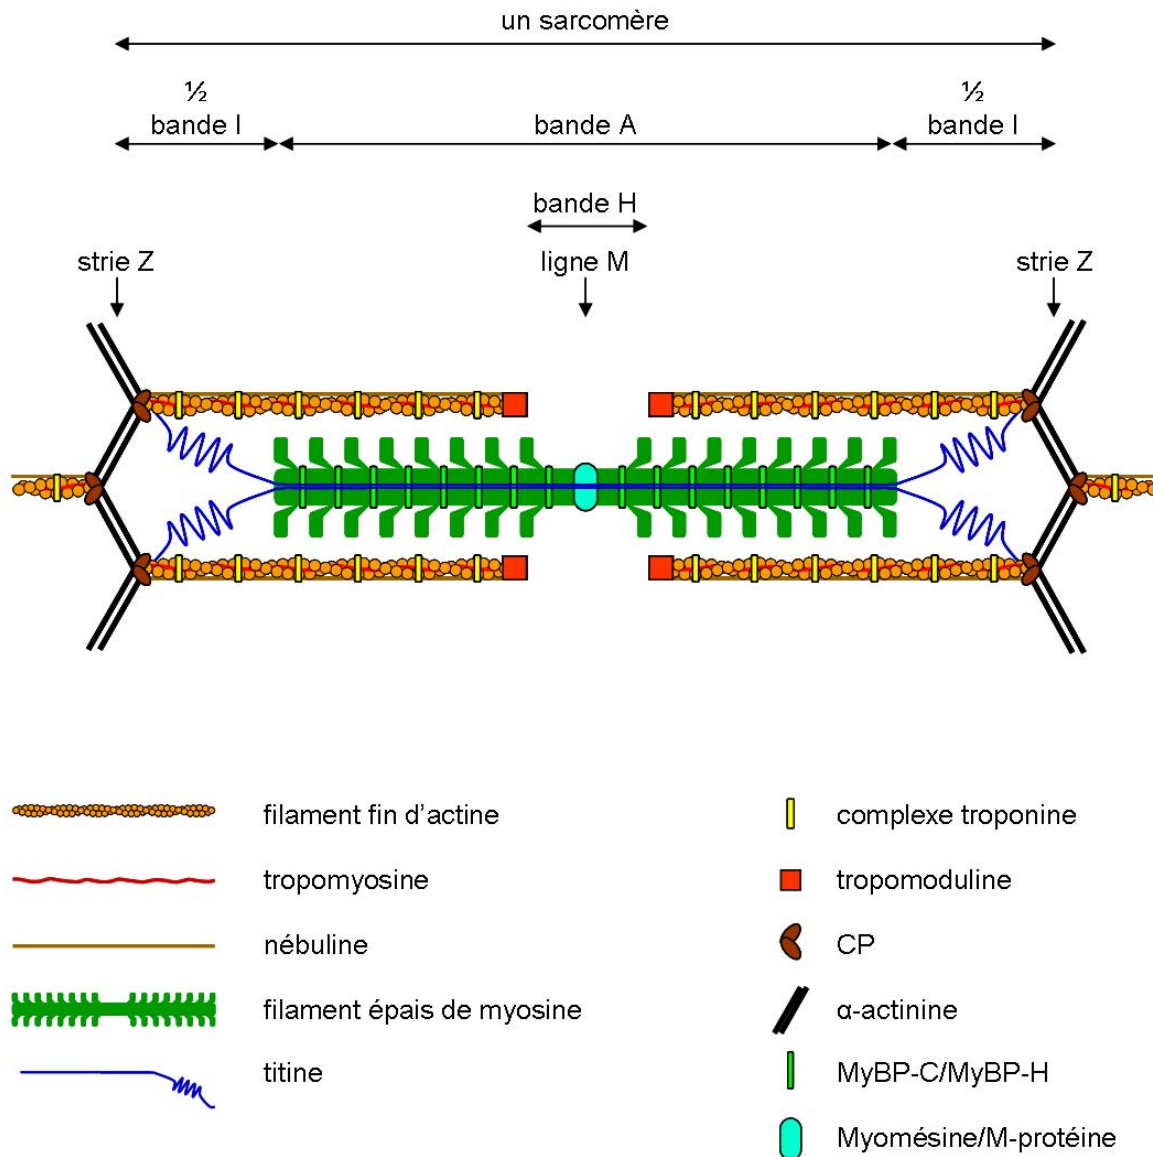 un sarcomère
½ ½
bande I bande A bande I
bande H
strie Z ligne M strie Z
filament fin d’actine complexe troponine
tropomyosine tropomoduline
nébuline CP
filament épais de myosine α-actinine
titine MyBP-C/MyBP-H
Myomésine/M-protéine